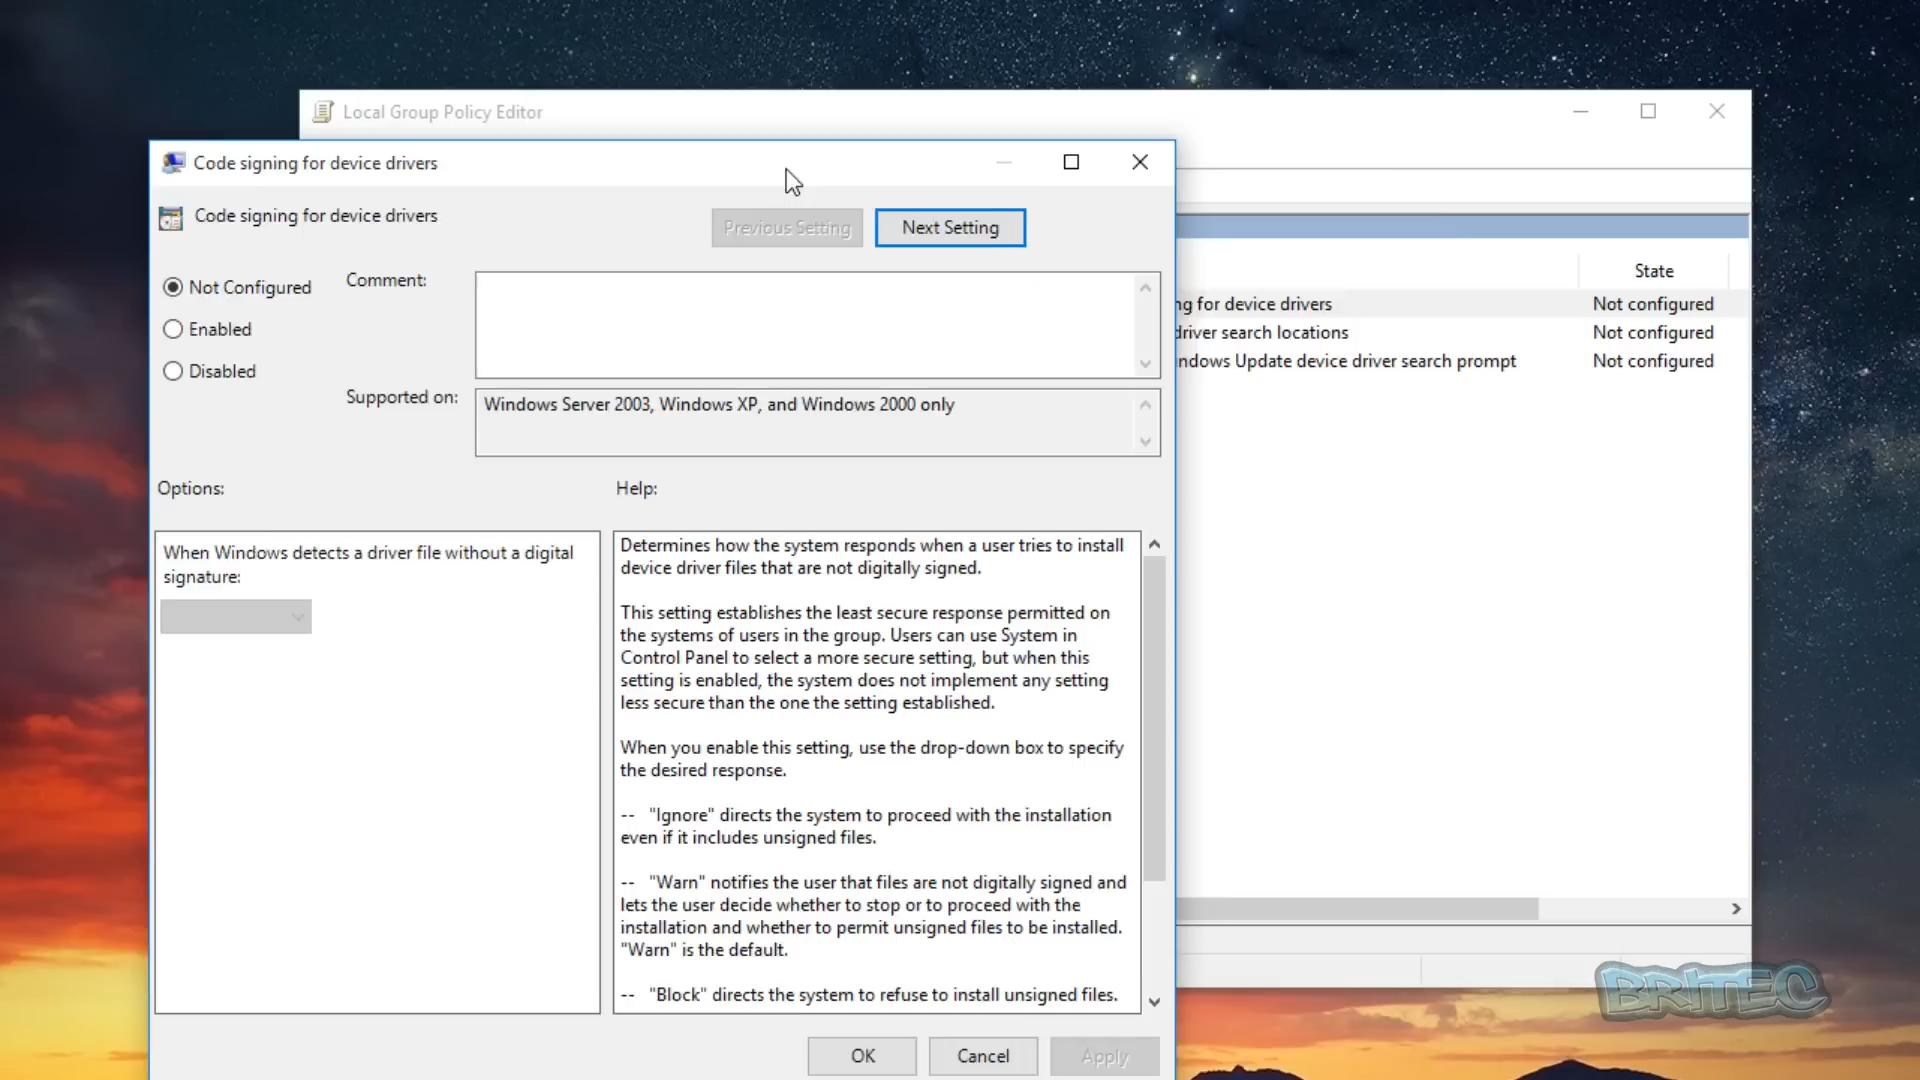 Local Group Policy Editor
Code signing for device drivers
Code signing for device drivers
Previous Setting
Next Setting
Not Configured
Enabled
Disabled
Comment:
Supported on:
Windows Server 2003, Windows XP, and Windows 2000 only
Options:
Help:
When Windows detects a driver file without a digital
signature:
Determines how the system responds when a user tries to install
device driver files that are not digitally signed.
This setting establishes the least secure response permitted on
the systems of users in the group. Users can use System in
Control Panel to select a more secure setting, but when this
setting is enabled, the system does not implement any setting
less secure than the one the setting established.
When you enable this setting, use the drop-down box to specify
the desired response.
-- "Ignore" directs the system to proceed with the installation
even if it includes unsigned files.
-- "Warn" notifies the user that files are not digitally signed and
lets the user decide whether to stop or to proceed with the
installation and whether to permit unsigned files to be installed.
"Warn" is the default.
-- "Block" directs the system to refuse to install unsigned files.
OK
Cancel
Apply
State
ng for device drivers Not configured
driver search locations Not configured
ndows Update device driver search prompt Not configured
BRITEC